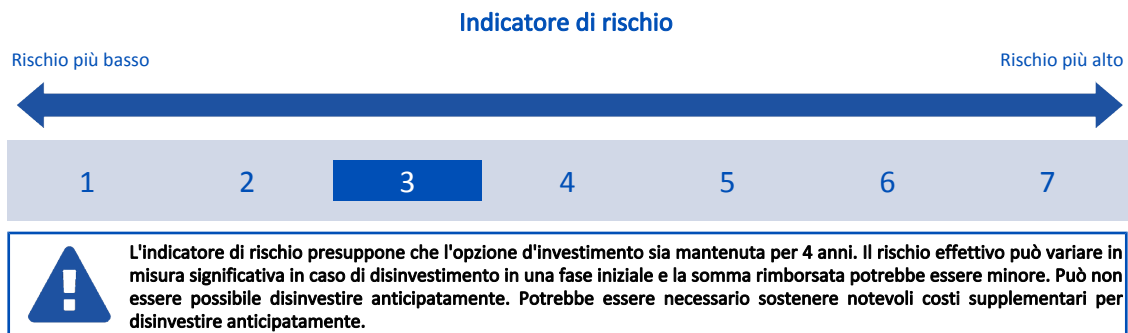 Indicatore di rischio
Rischio più basso
Rischio più alto
1 2 3 4 5 6 7
L'indicatore di rischio presuppone che l'opzione d'investimento sia mantenuta per 4 anni. Il rischio effettivo può variare in
misura significativa in caso di disinvestimento in una fase iniziale e la somma rimborsata potrebbe essere minore. Può non
essere possibile disinvestire anticipatamente. Potrebbe essere necessario sostenere notevoli costi supplementari per
disinvestire anticipatamente.